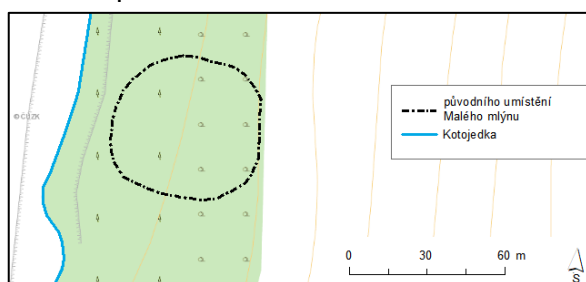 © ČÚZK
původního umístění
Malého mlýnu
Kotojedka
0 30 60 m
S